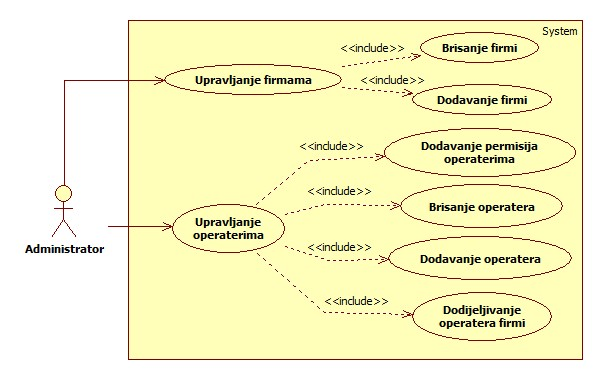 System
<<include>>
Brisanje firmi
Upravljanje firmama
<<include>>
Dodavanje firmi
<<include>>
Dodavanje permisija
operaterima
<<include>>
Brisanje operatera
Upravljanje
operaterima
Administrator
<<include>>
Dodavanje operatera
<<include>>
Dodijeljivanje
operatera firmi